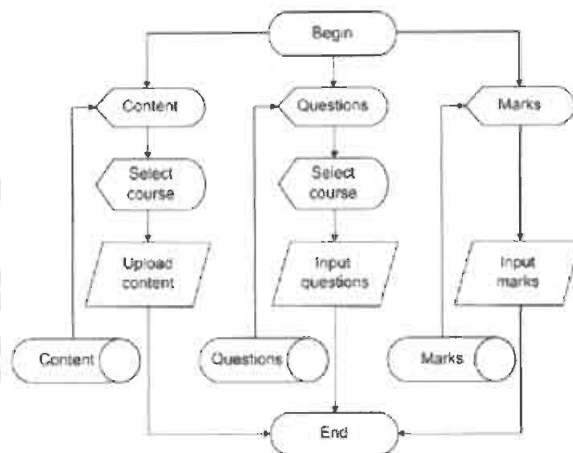 Begin
Content
Questions
Marks
Select
course
Select
course
Upload
content
Input
questions
Input
marks
Content
Questions
Marks
End